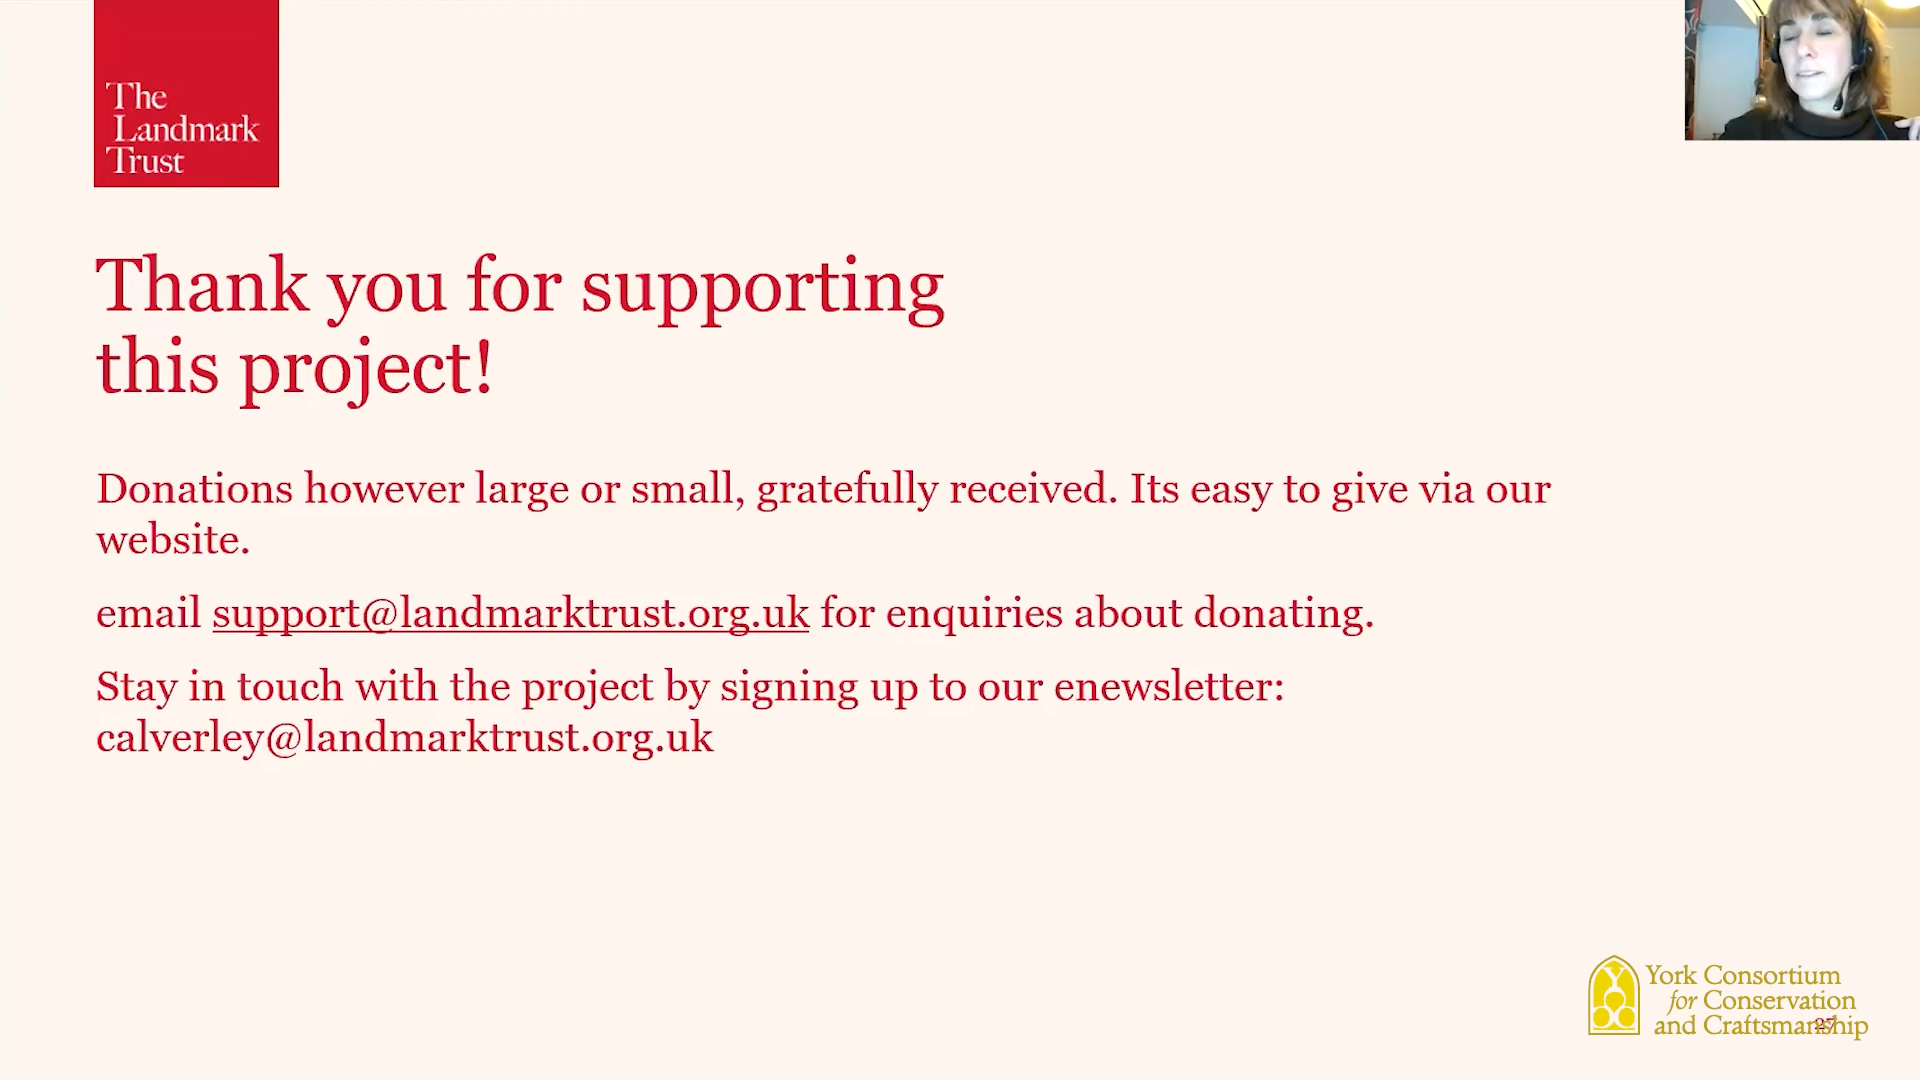 The
Landmark
Trust
Thank you for supporting
this project!
Donations however large or small, gratefully received. Its easy to give via our
website.
email support@landmarktrust.org.uk for enquiries about donating.
Stay in touch with the project by signing up to our enewsletter:
calverley@landmarktrust.org.uk
York Consortium
for Conservation
and Craftsmanship
27